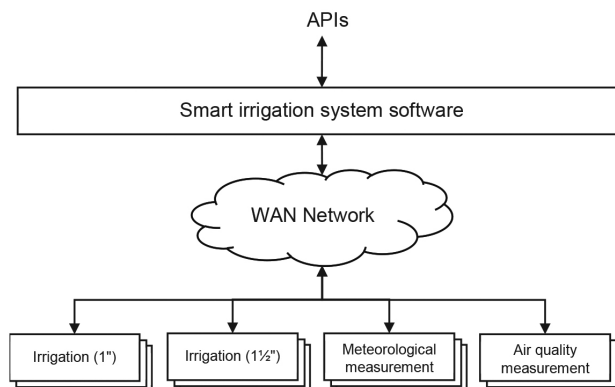 APIs
Smart irrigation system software
WAN Network
Irrigation (1")
Irrigation (1½")
Meteorological
measurement
Air quality
measurement